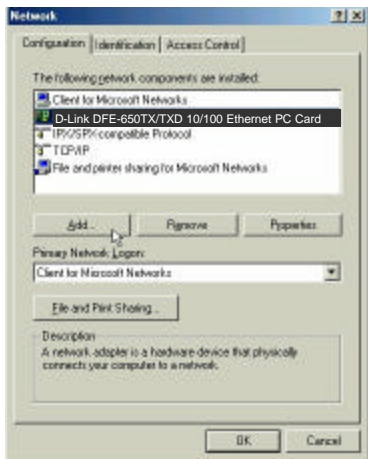 Network
Configuration Identification Access Control
The following network components are installed:
Client for Microsoft Networks
D-Link DFE-650TX/TXD 10/100 Ethernet PC Card
IPX/SPX-compatible Protocol
TCP/IP
File and printer sharing for Microsoft Networks
Add... Remove Properties
Primary Network Logon:
Client for Microsoft Networks
File and Print Sharing...
Description
A network adapter is a hardware device that physically
connects your computer to a network.
OK Cancel